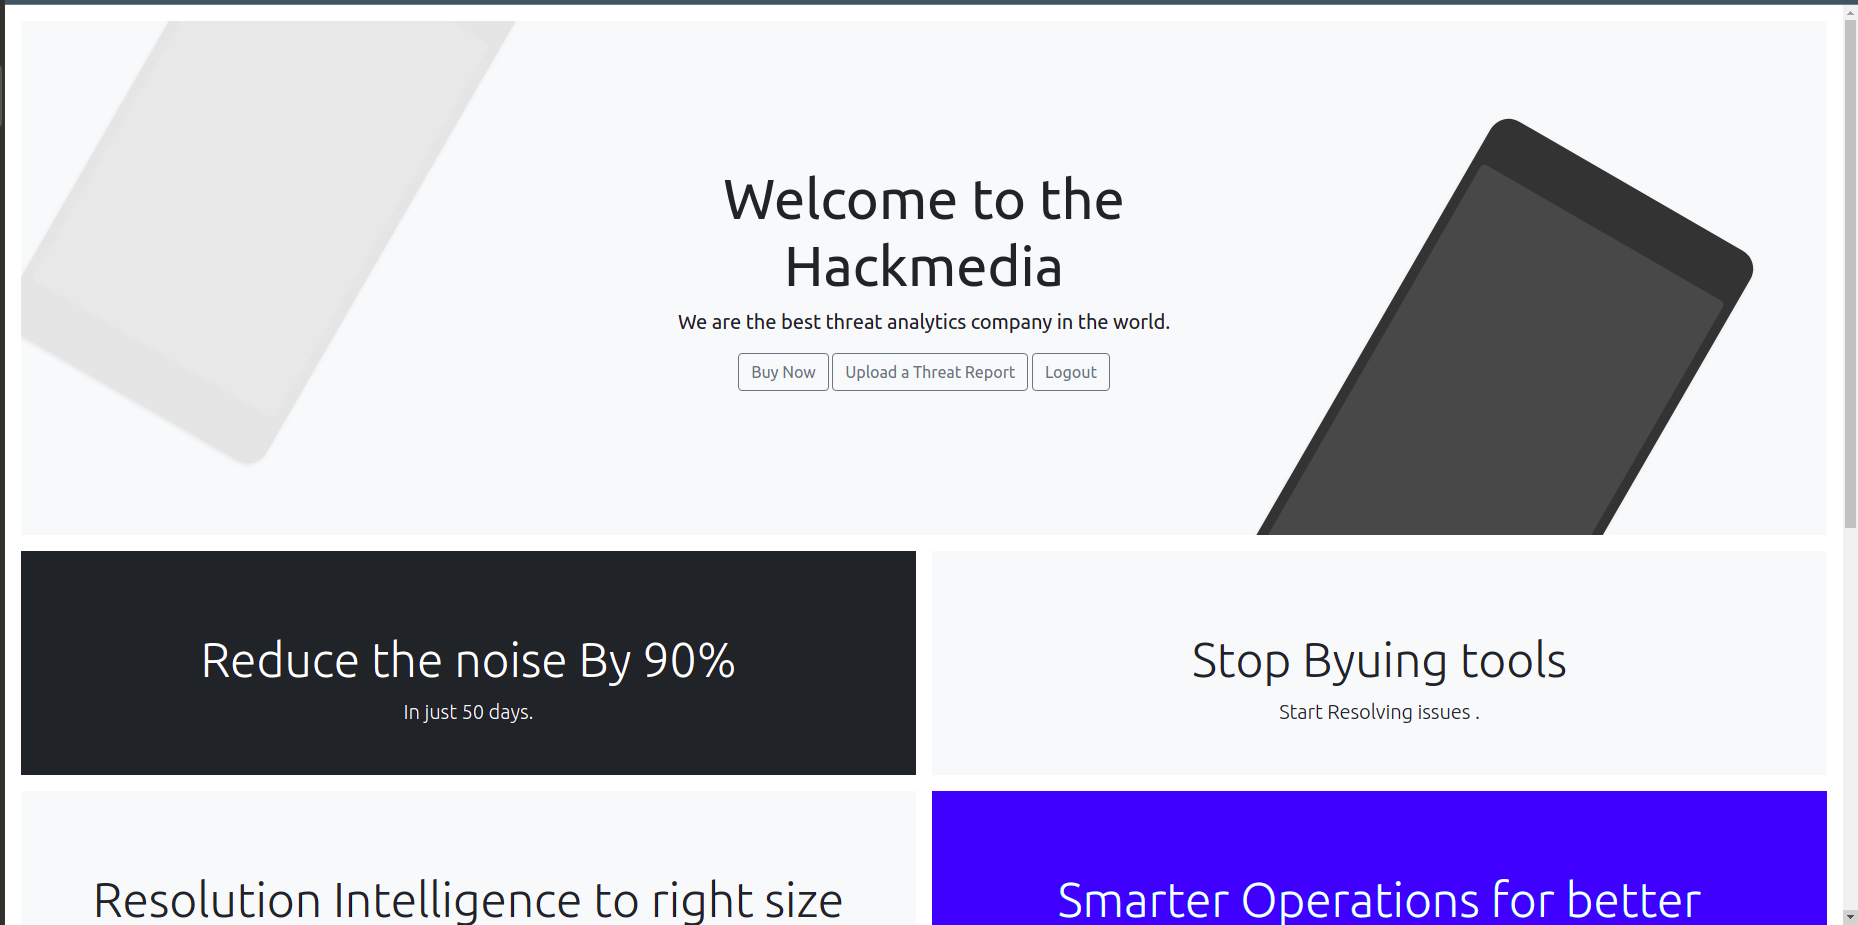 Welcome to the
Hackmedia
We are the best threat analytics company in the world.
Buy Now
Upload a Threat Report
Logout
Reduce the noise By 90%
In just 50 days.
Stop Byuing tools
Start Resolving issues .
Resolution Intelligence to right size
Smarter Operations for better